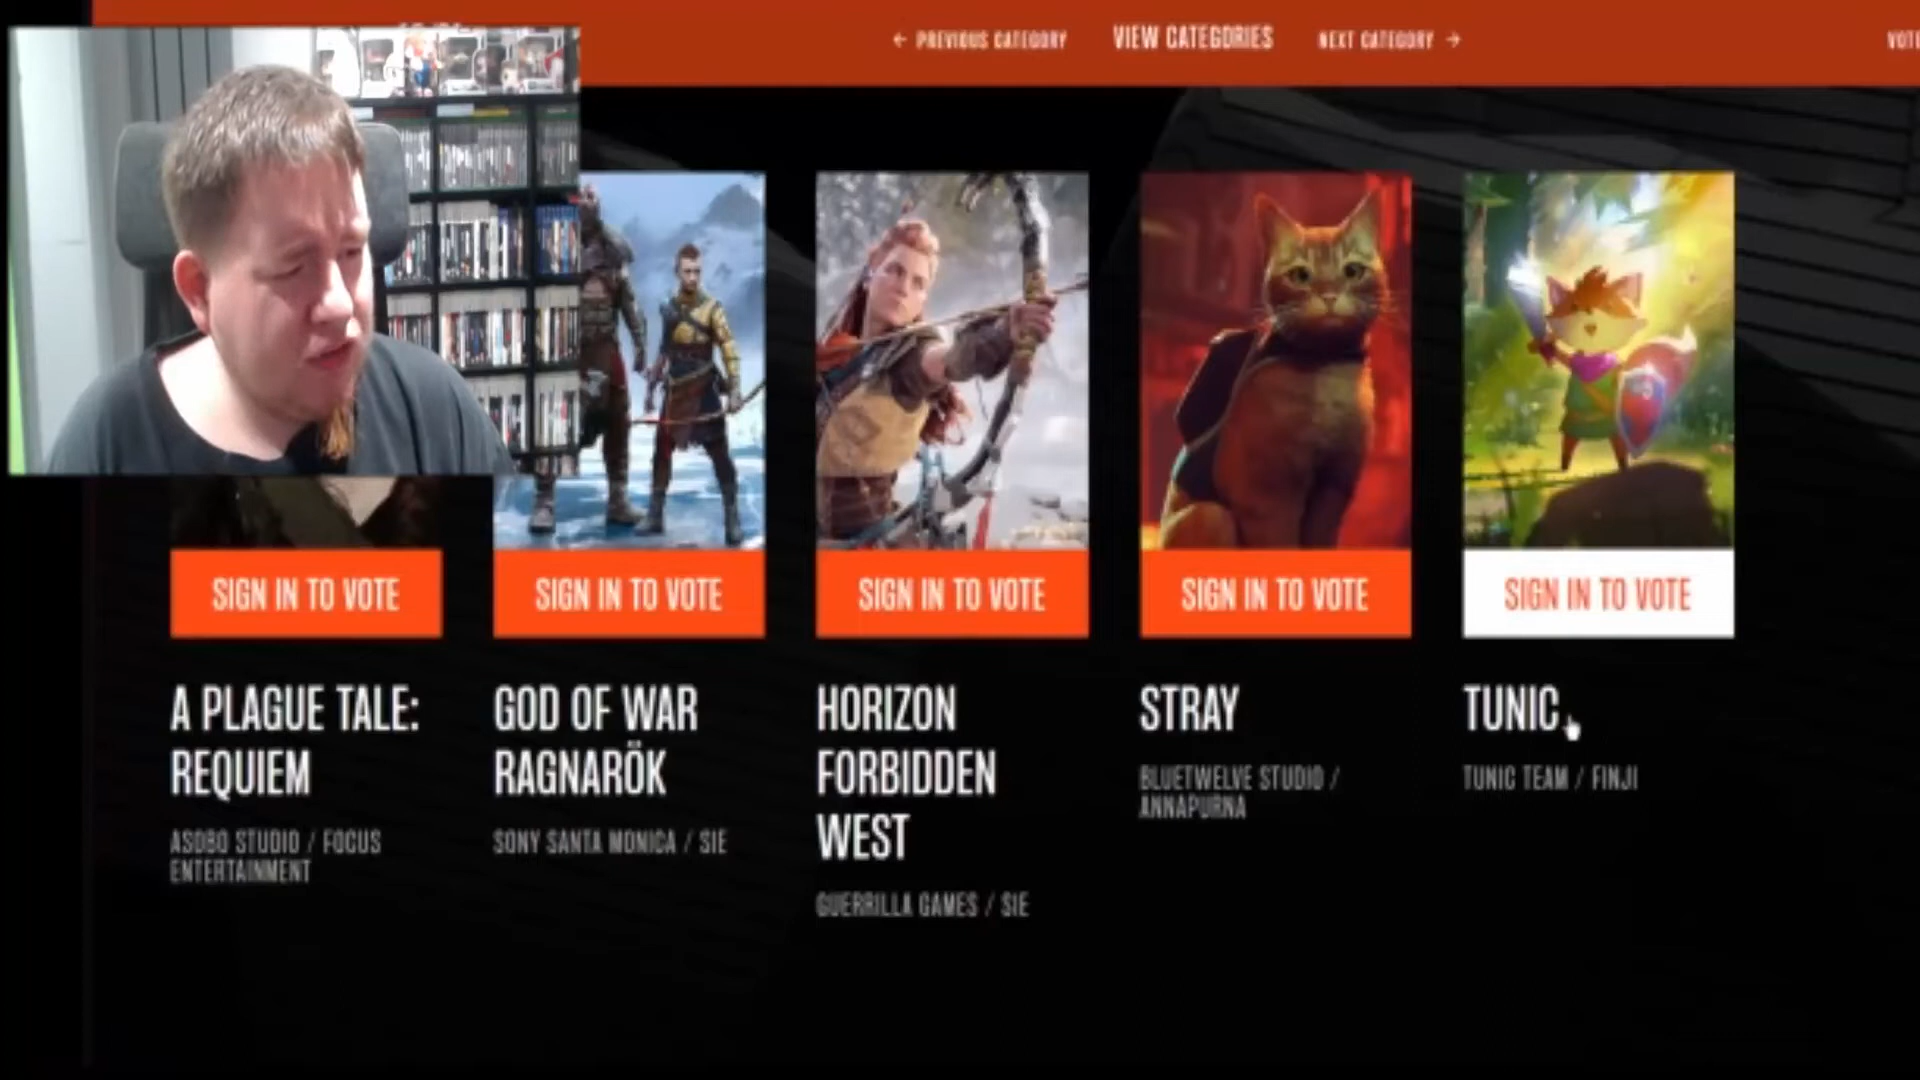 ← PREVIOUS CATEGORY
VIEW CATEGORIES
NEXT CATEGORY →
SIGN IN TO VOTE
SIGN IN TO VOTE
SIGN IN TO VOTE
SIGN IN TO VOTE
SIGN IN TO VOTE
A PLAGUE TALE:
REQUIEM
ASOBO STUDIO / FOCUS
ENTERTAINMENT
GOD OF WAR
RAGNARÖK
SONY SANTA MONICA / SIE
HORIZON
FORBIDDEN
WEST
GUERRILLA GAMES / SIE
STRAY
BLUETWELVE STUDIO /
ANNAPURNA
TUNIC
TUNIC TEAM / FINJI